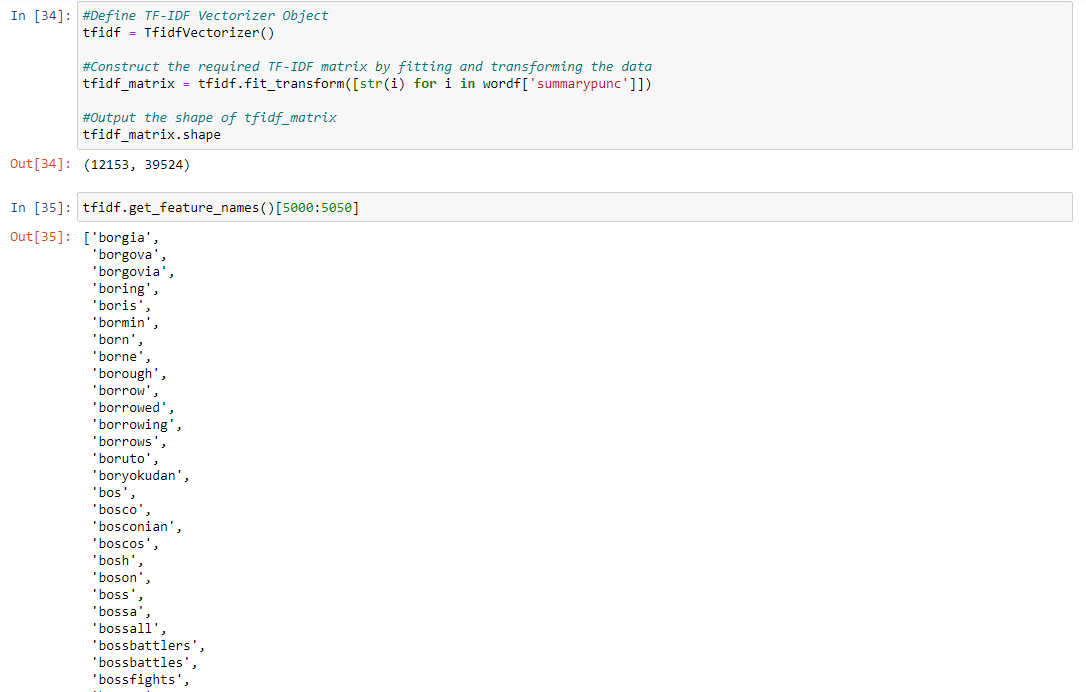 In [34]: #Define TF-IDF Vectorizer Object
tfidf = TfidfVectorizer()
#Construct the required TF-IDF matrix by fitting and transforming the data
tfidf_matrix = tfidf.fit_transform([str(i) for i in wordf['summarypunc']])
#Output the shape of tfidf_matrix
tfidf_matrix.shape
Out[34]: (12153, 39524)
In [35]: tfidf.get_feature_names()[5000:5050]
Out[35]: ['borgia',
'borgova',
'borgovia',
'boring',
'boris',
'bormin',
'born',
'borne',
'borough',
'borrow',
'borrowed',
'borrowing',
'borrows',
'boruto',
'boryokudan',
'bos',
'bosco',
'bosconian',
'boscos',
'bosh',
'boson',
'boss',
'bossa',
'bossall',
'bossbattlers',
'bossbattles',
'bossfights',